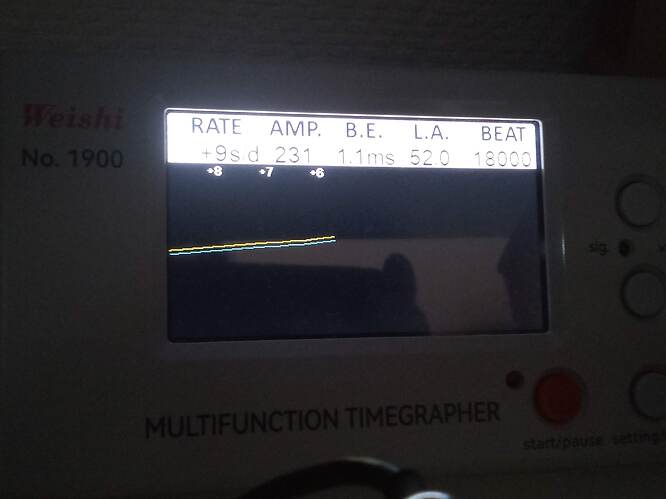 Weishi
No. 1900
RATE AMP. B.E. L.A. BEAT
+9s d 231 1.1ms 52.0 18000
+8 +7 +6
sig.
MULTIFUNCTION TIMEGRAPHER
start/pause settings